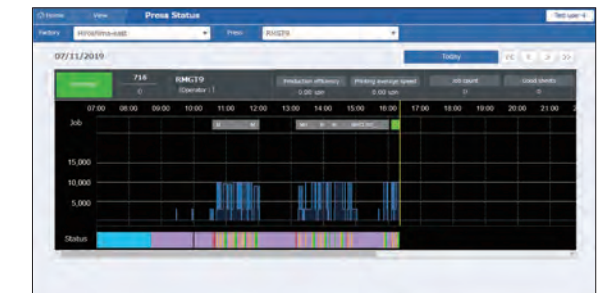 Home View Press Status Test user 4
Factory Hiroshima-east Press RMGT9
07/11/2019 Today << < > >>
716 RMGT9 Production efficiency Printing average speed Job count Good sheets
0 (Operator : ) 0.00 sph 0.00 sph 0 0
07:00 08:00 09:00 10:00 11:00 12:00 13:00 14:00 15:00 16:00 17:00 18:00 19:00 20:00 21:00
Job
15,000
10,000
5,000
Status